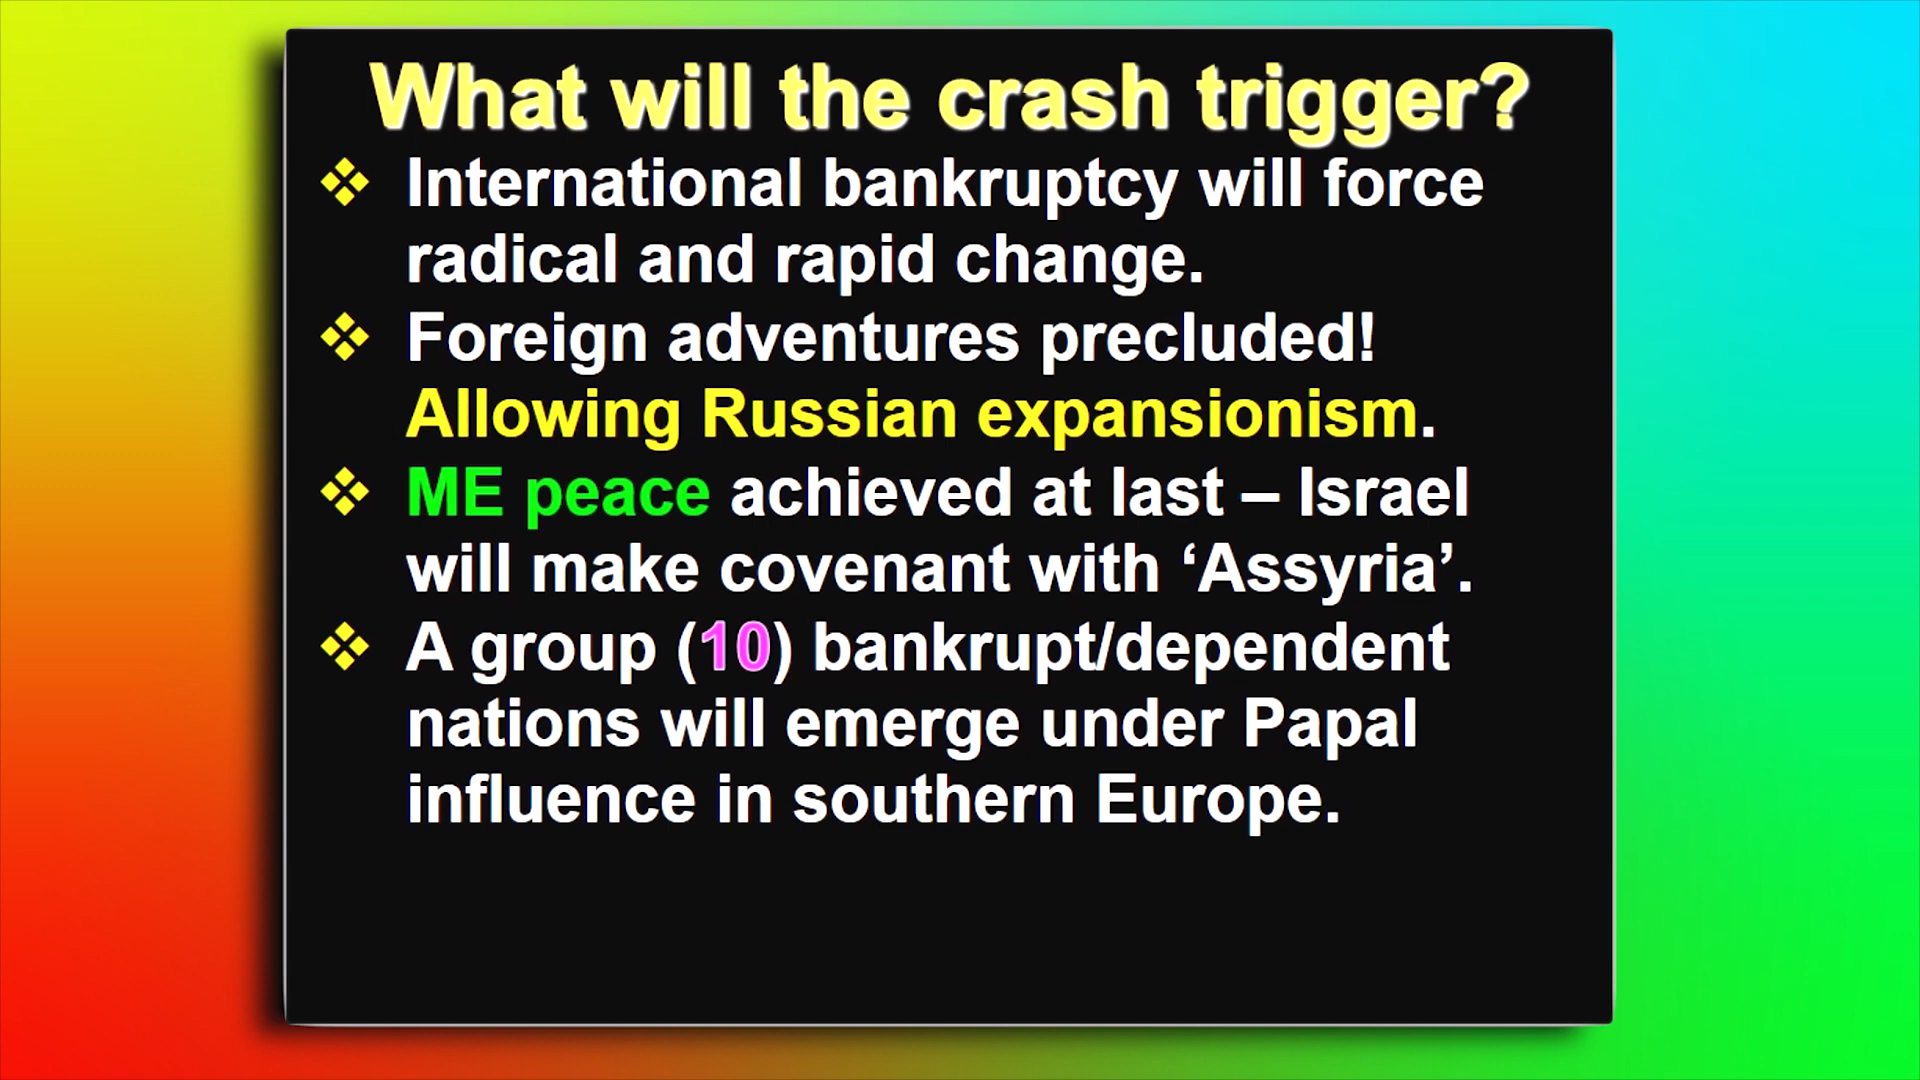 What will the crash trigger?
❖ International bankruptcy will force
radical and rapid change.
❖ Foreign adventures precluded!
Allowing Russian expansionism.
❖ ME peace achieved at last – Israel
will make covenant with ‘Assyria’.
❖ A group (10) bankrupt/dependent
nations will emerge under Papal
influence in southern Europe.